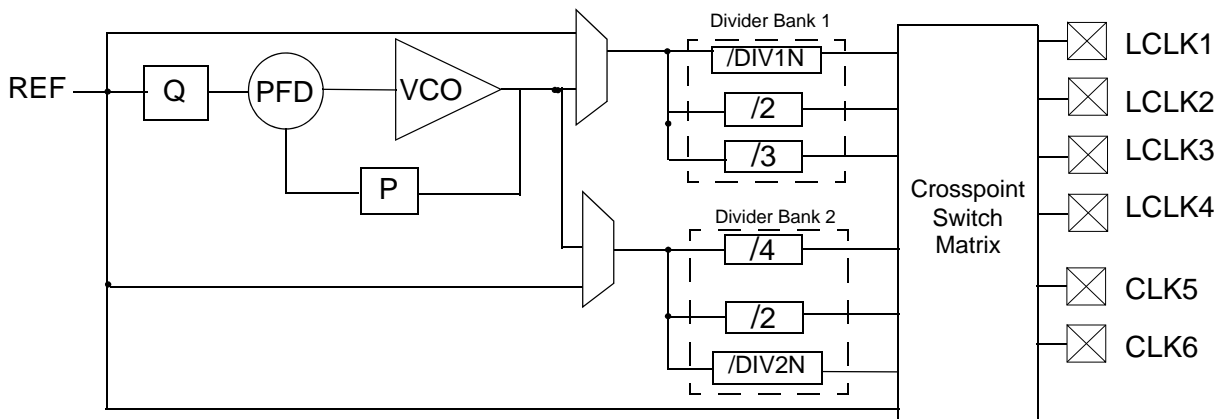 REF
Q
PFD
VCO
P
Divider Bank 1
/DIV1N
/2
/3
Divider Bank 2
/4
/2
/DIV2N
Crosspoint
Switch
Matrix
LCLK1
LCLK2
LCLK3
LCLK4
CLK5
CLK6